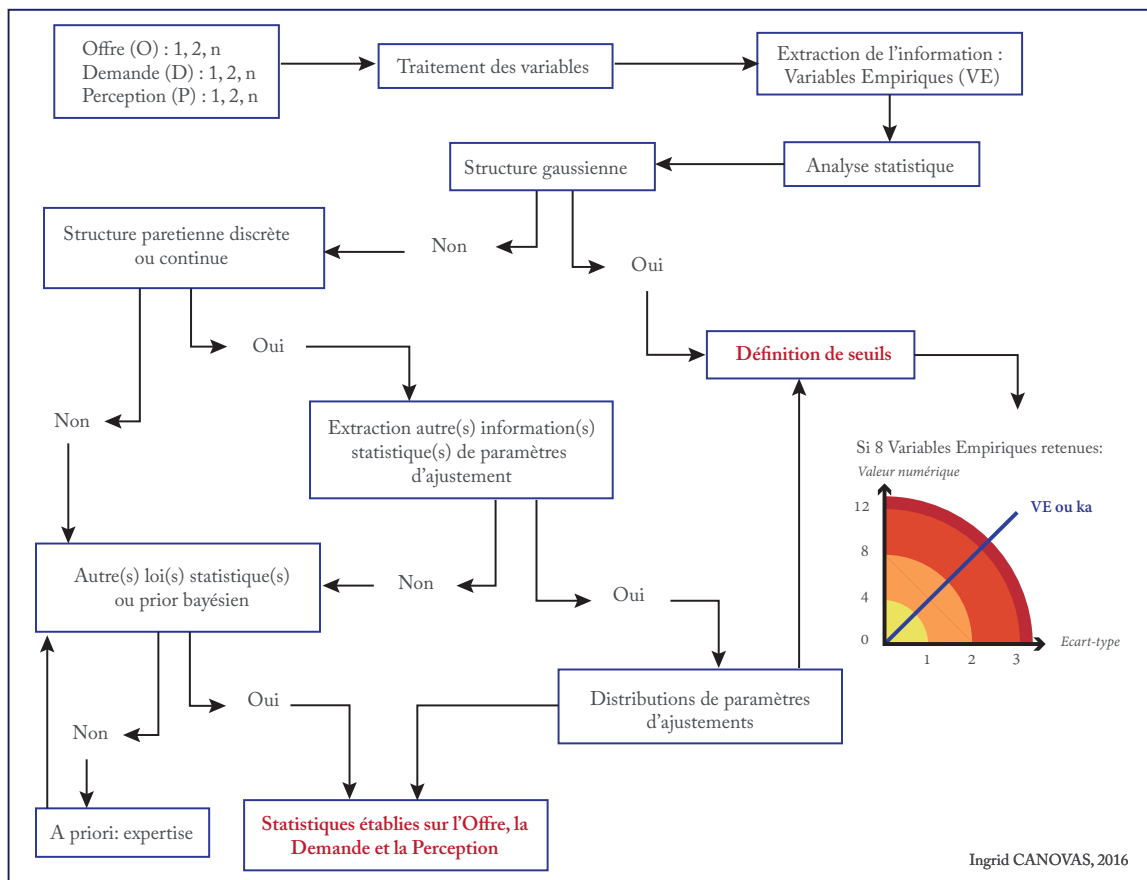 Offre (O) : 1, 2, n
Demande (D) : 1, 2, n
Perception (P) : 1, 2, n
Traitement des variables
Extraction de l'information :
Variables Empiriques (VE)
Structure gaussienne
Analyse statistique
Structure paretienne discrète
ou continue
Non
Oui
Oui
Définition de seuils
Non
Extraction autre(s) information(s)
statistique(s) de paramètres
d'ajustement
Si 8 Variables Empiriques retenues:
Valeur numérique
12
VE ou ka
8
4
0
1
2
3
Ecart-type
Autre(s) loi(s) statistique(s)
ou prior bayésien
Non
Oui
Distributions de paramètres
d'ajustements
Oui
Non
A priori: expertise
Statistiques établies sur l'Offre, la
Demande et la Perception
Ingrid CANOVAS, 2016